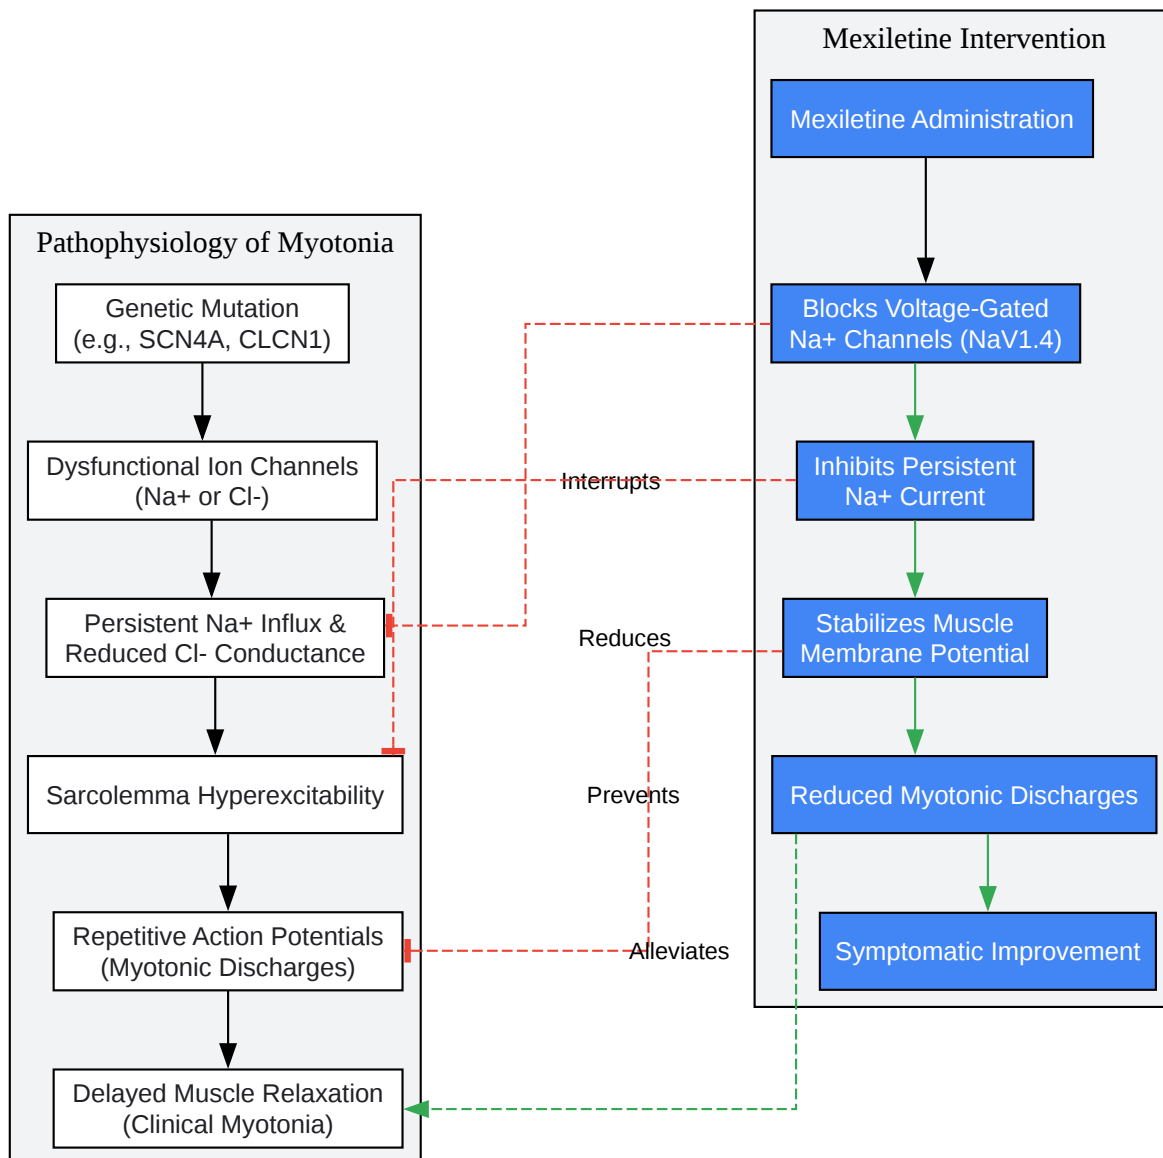 Mexiletine Intervention
Mexiletine Administration
Blocks Voltage-Gated
Na+ Channels (NaV1.4)
Inhibits Persistent
Na+ Current
Stabilizes Muscle
Membrane Potential
Reduced Myotonic Discharges
Symptomatic Improvement
Pathophysiology of Myotonia
Genetic Mutation
(e.g., SCN4A, CLCN1)
Dysfunctional Ion Channels
(Na+ or Cl-)
Persistent Na+ Influx &
Reduced Cl- Conductance
Sarcolemma Hyperexcitability
Repetitive Action Potentials
(Myotonic Discharges)
Delayed Muscle Relaxation
(Clinical Myotonia)
Interrupts
Reduces
Prevents
Alleviates